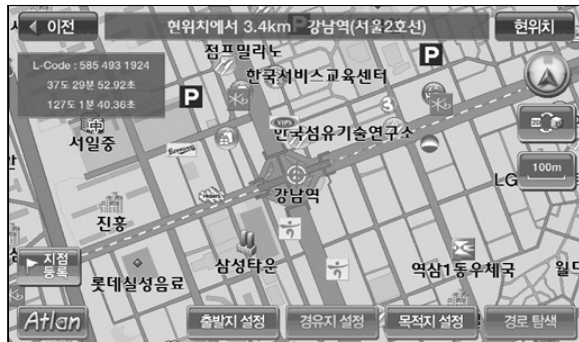 이전
현위치에서 3.4km 강남역(서울2호선)
현위치
L-Code : 585 493 1924
37도 29분 52.92초
127도 1분 40.36초
점프밀라노
P
한국서비스교육센터
P
P
3
VIPS
한국섬유기술연구소
서일중
Bennigans
100m
LG
강남역
진흥
지점
등록
롯데칠성음료
삼성타운
역삼1동우체국
월드
Atlan
출발지 설정
경유지 설정
목적지 설정
경로 탐색